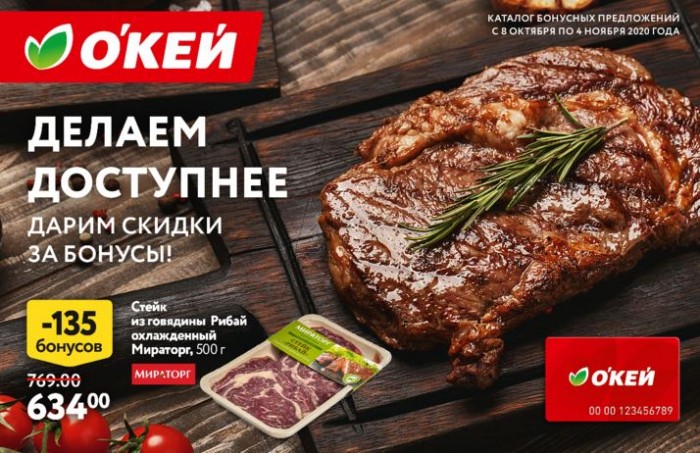 О'КЕЙ
КАТАЛОГ БОНУСНЫХ ПРЕДЛОЖЕНИЙ
С 8 ОКТЯБРЯ ПО 4 НОЯБРЯ 2020 ГОДА
ДЕЛАЕМ
ДОСТУПНЕЕ
ДАРИМ СКИДКИ
ЗА БОНУСЫ!
-135
бонусов
769.00
634 00
Стейк
из говядины Рибай
охлажденный
Мираторг, 500 г
МИРАТОРГ
МИРАТОРГ
О'КЕЙ
00 00 123456789